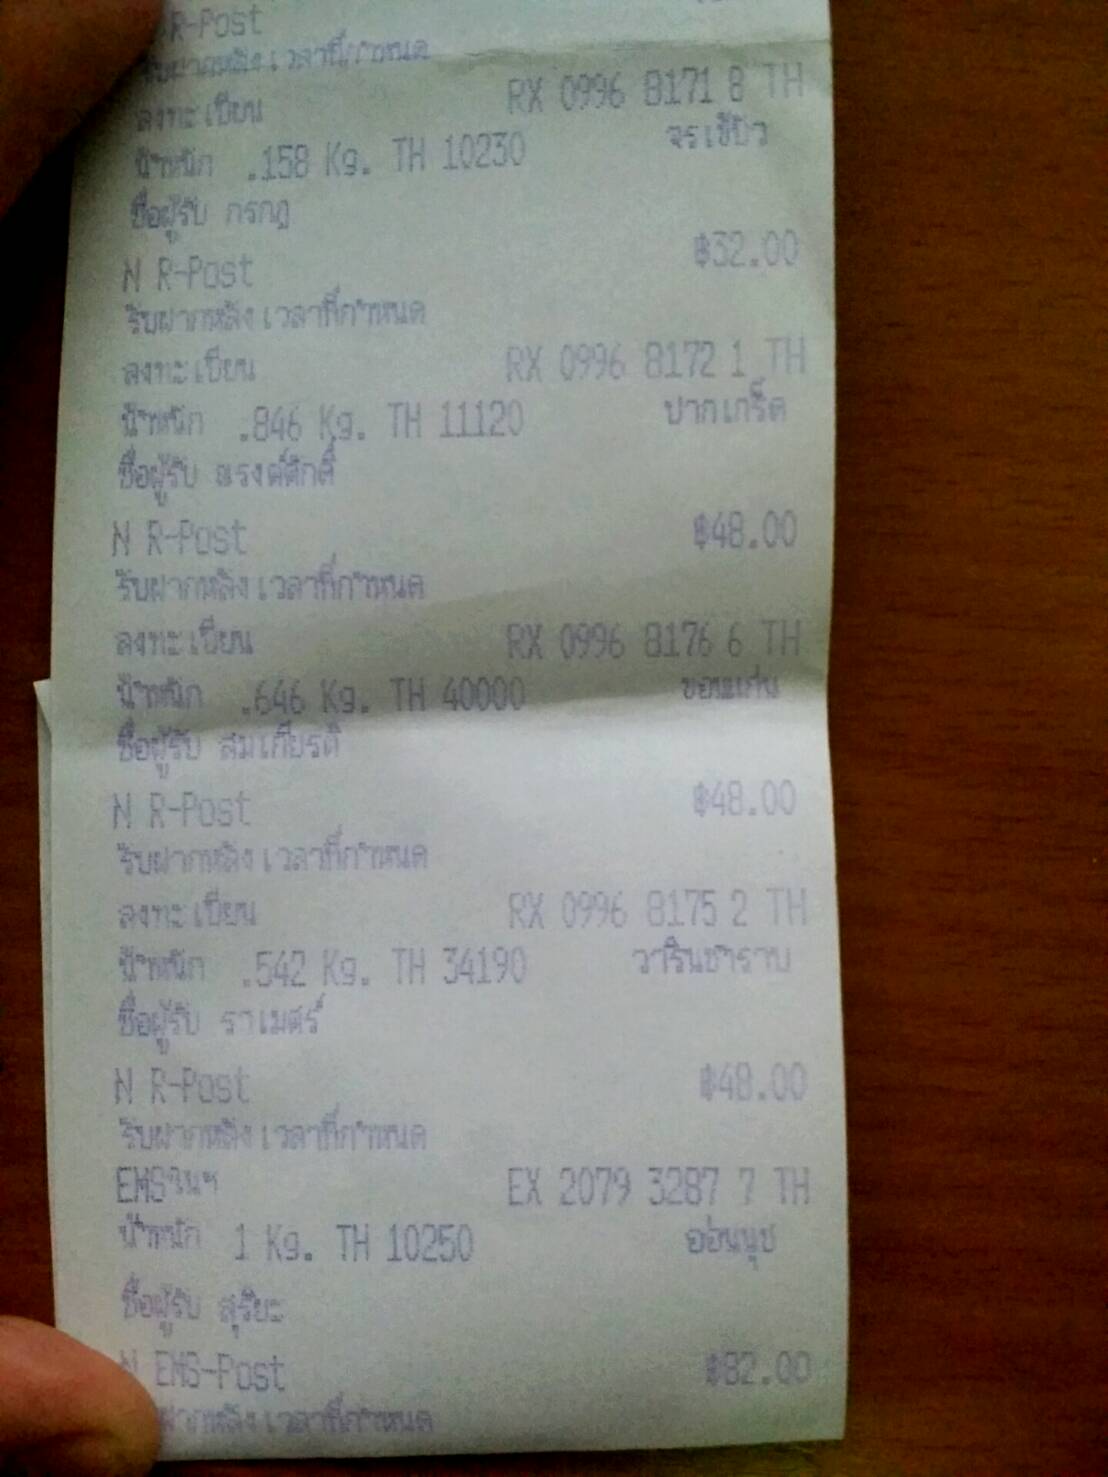 R-Post
รับฝากหลังเวลาที่กำหนด
ลงทะเบียน RX 0996 8171 8 TH
น้ำหนัก .158 Kg. TH 10230 จรเข้บัว
ชื่อผู้รับ กรกฎ
N R-Post ฿32.00
รับฝากหลังเวลาที่กำหนด
ลงทะเบียน RX 0996 8172 1 TH
น้ำหนัก .846 Kg. TH 11120 ปากเกร็ด
ชื่อผู้รับ
N R-Post ฿48.00
รับฝากหลังเวลาที่กำหนด
ลงทะเบียน RX 0996 8176 6 TH
น้ำหนัก .646 Kg. TH 40000 ขอนแก่น
ชื่อผู้รับ สมเกียรติ
N R-Post ฿48.00
รับฝากหลังเวลาที่กำหนด
ลงทะเบียน RX 0996 8175 2 TH
น้ำหนัก .542 Kg. TH 34190 วารินชำราบ
ชื่อผู้รับ ราเมศร์
N R-Post ฿48.00
รับฝากหลังเวลาที่กำหนด
EMSในฯ EX 2079 3287 7 TH
น้ำหนัก 1 Kg. TH 10250 อ่อนนุช
ชื่อผู้รับ สุริยะ
N EMS-Post ฿82.00
ฝากหลังเวลาที่กำหนด